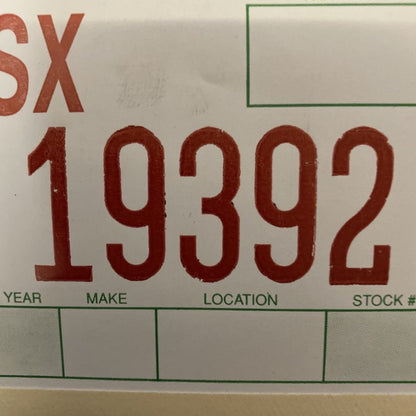 SX
19392
YEAR MAKE LOCATION STOCK #